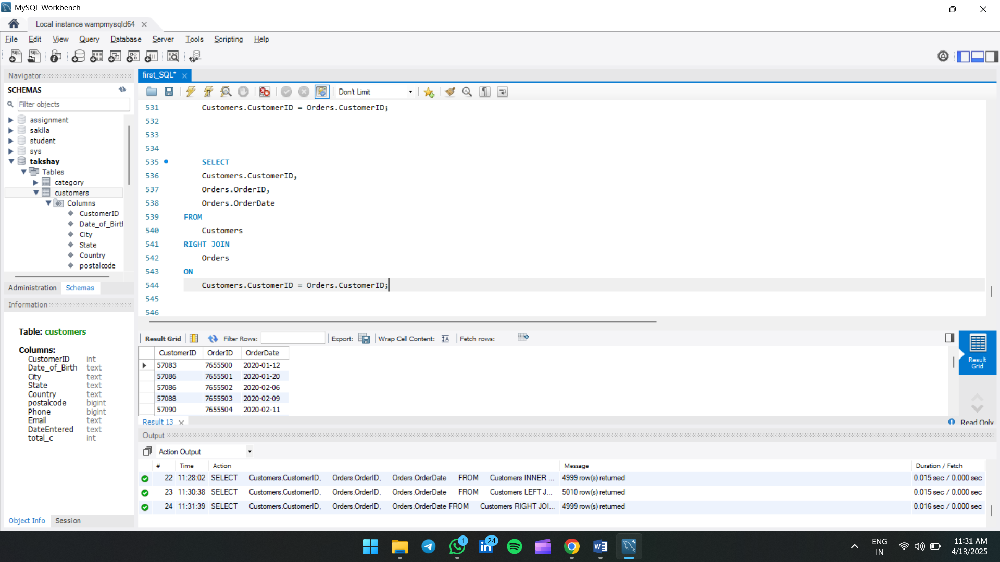 MySQL Workbench
Local instance wampmysqld64
File Edit View Query Database Server Tools Scripting Help
Navigator
first_SQL*
SCHEMAS
Don't Limit
Filter objects
assignment
sakila
student
sys
takshay
Tables
category
customers
Columns
CustomerID
Date_of_Birt
City
State
Country
postalcode
Administration Schemas
531 Customers.CustomerID = Orders.CustomerID;
532
533
534
535 SELECT
536 Customers.CustomerID,
537 Orders.OrderID,
538 Orders.OrderDate
539 FROM
540 Customers
541 RIGHT JOIN
542 Orders
543 ON
544 Customers.CustomerID = Orders.CustomerID;
545
546
Information
Table: customers
Columns:
CustomerID int
Date_of_Birth text
City text
State text
Country text
postalcode bigint
Phone bigint
Email text
DateEntered text
total_c int
Object Info Session
Result Grid Filter Rows: Export: Wrap Cell Content: Fetch rows:
CustomerID OrderID OrderDate
57083 7655500 2020-01-12
57086 7655501 2020-01-20
57086 7655502 2020-02-06
57088 7655503 2020-02-09
57090 7655504 2020-02-11
Result
Grid
Result 13
Read Only
Output
Action Output
# Time Action Message Duration / Fetch
22 11:28:02 SELECT Customers.CustomerID, Orders.OrderID, Orders.OrderDate FROM Customers INNER ... 4999 row(s) returned 0.015 sec / 0.000 sec
23 11:30:38 SELECT Customers.CustomerID, Orders.OrderID, Orders.OrderDate FROM Customers LEFT J... 5010 row(s) returned 0.015 sec / 0.000 sec
24 11:31:39 SELECT Customers.CustomerID, Orders.OrderID, Orders.OrderDate FROM Customers RIGHT JOI... 4999 row(s) returned 0.016 sec / 0.000 sec
1
24
ENG
IN
11:31 AM
4/13/2025